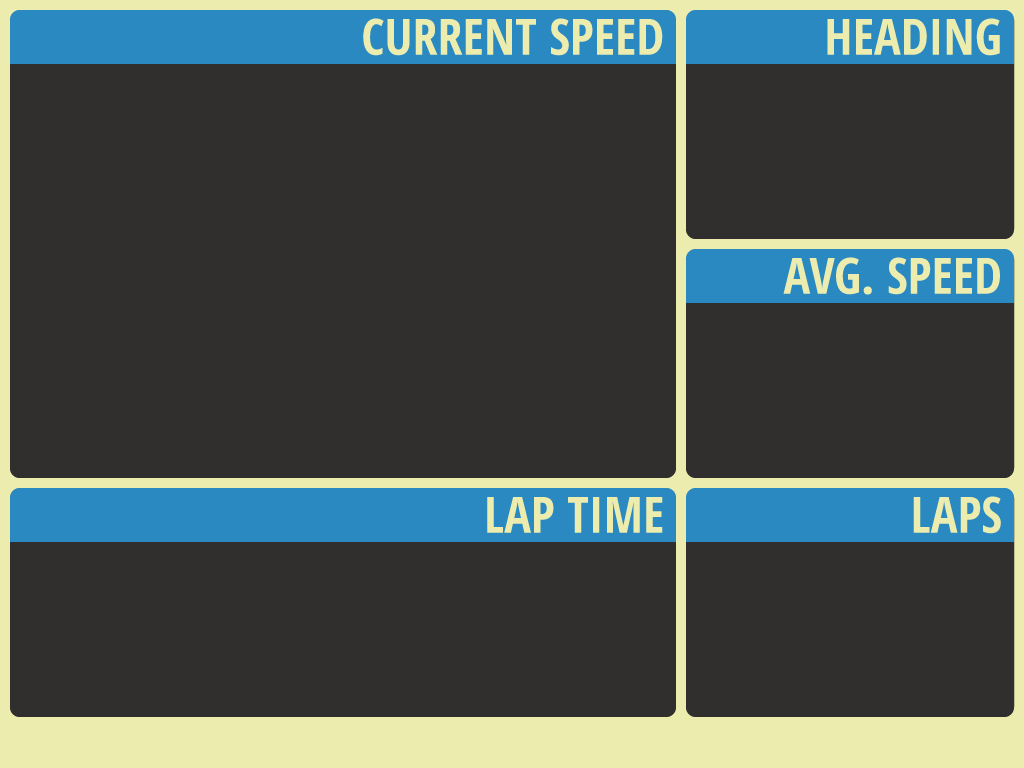 CURRENT SPEED
HEADING
AVG. SPEED
LAP TIME
LAPS